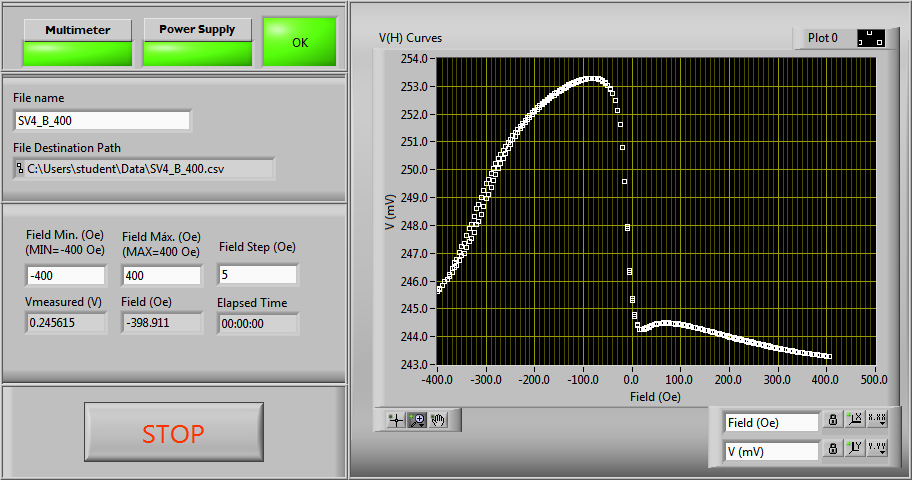 Multimeter
Power Supply
OK
File name
SV4_B_400
File Destination Path
C:\Users\student\Data\SV4_B_400.csv
Field Min. (Oe)
(MIN=-400 Oe)
Field Máx. (Oe)
(MAX=400 Oe)
Field Step (Oe)
-400
400
5
Vmeasured (V)
Field (Oe)
Elapsed Time
0.245615
-398.911
00:00:00
STOP
V(H) Curves
Plot 0
254.0
253.0
252.0
251.0
250.0
249.0
248.0
247.0
246.0
245.0
244.0
243.0
V (mV)
-400.0 -300.0 -200.0 -100.0 0.0 100.0 200.0 300.0 400.0 500.0
Field (Oe)
Field (Oe)
X X.XX
V (mV)
Y Y.YY